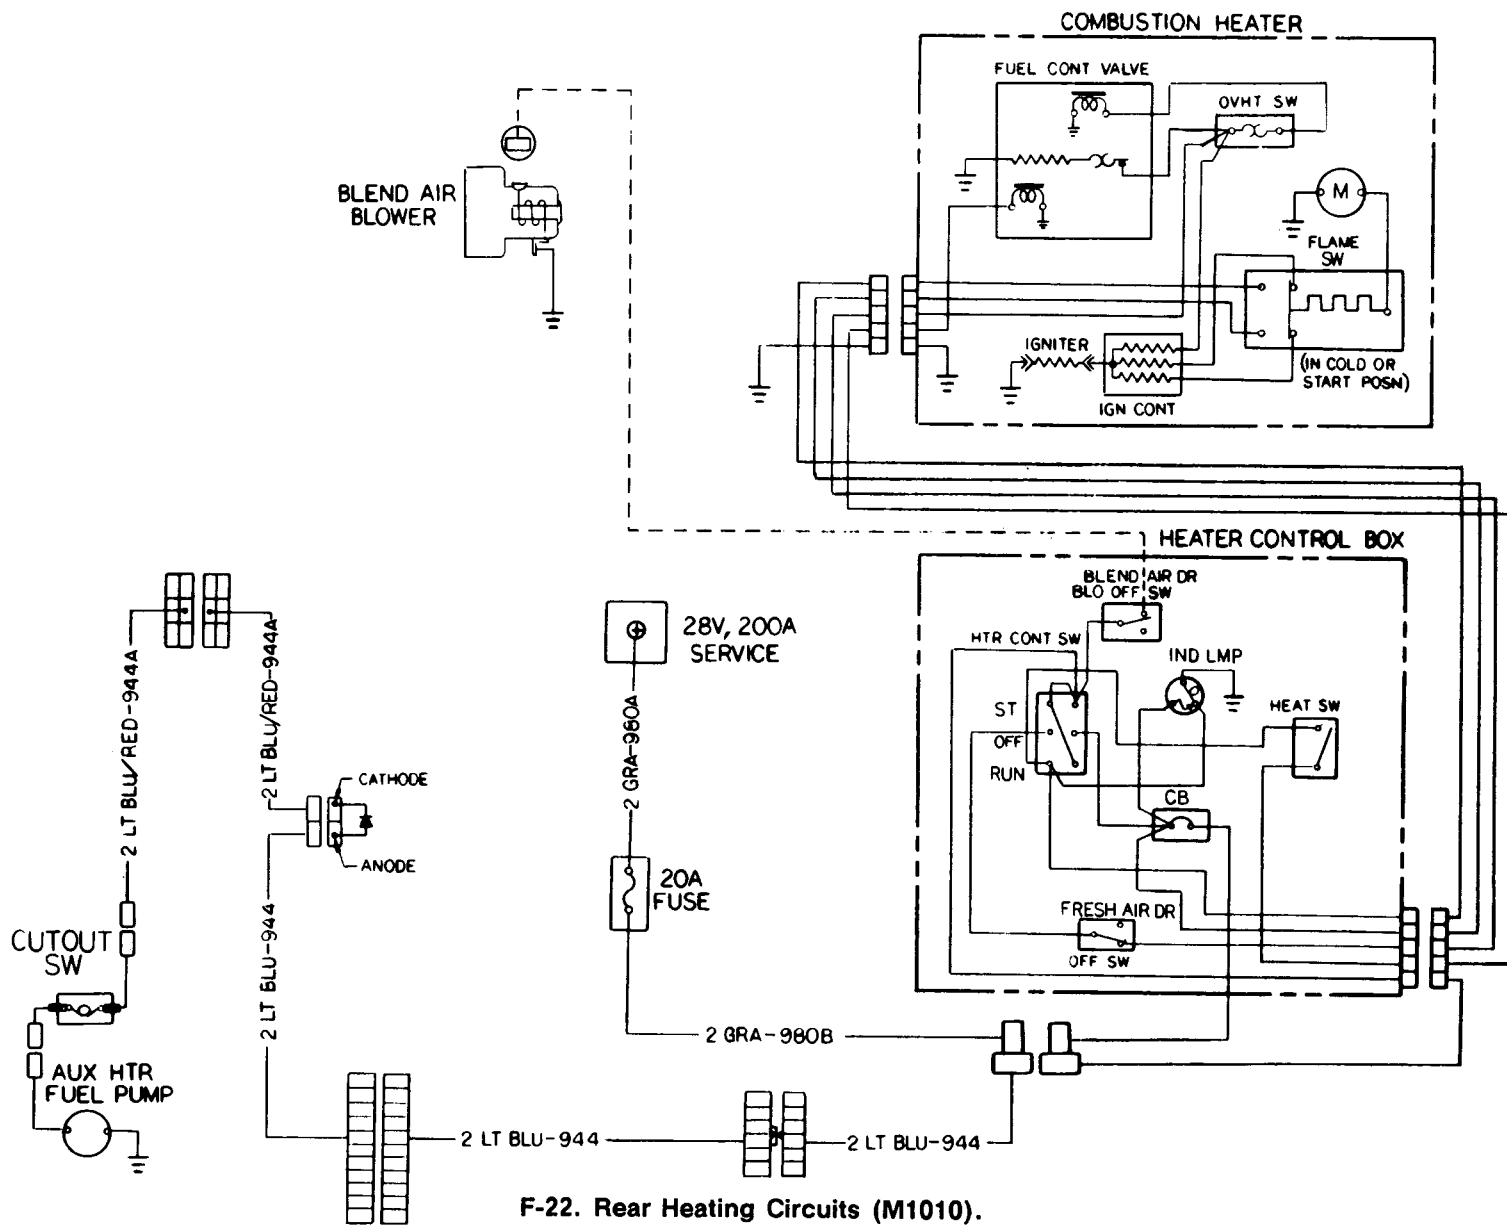 COMBUSTION HEATER
FUEL CONT VALVE
OVHT SW
BLEND AIR
BLOWER
M
FLAME
SW
IGNITER
(IN COLD OR
START POSN)
IGN CONT
HEATER CONTROL BOX
BLEND AIR DR
BLO OFF SW
28V, 200A
SERVICE
HTR CONT SW
IND LMP
ST
OFF
RUN
HEAT SW
CB
2 LT BLU/RED-944A
2 LT BLU/RED-944A
2 GRA-980A
CATHODE
ANODE
20A
FUSE
FRESH AIR DR
OFF SW
CUTOUT
SW
2 LT BLU-944
2 GRA-980B
AUX HTR
FUEL PUMP
2 LT BLU-944
2 LT BLU-944
F-22. Rear Heating Circuits (M1010).